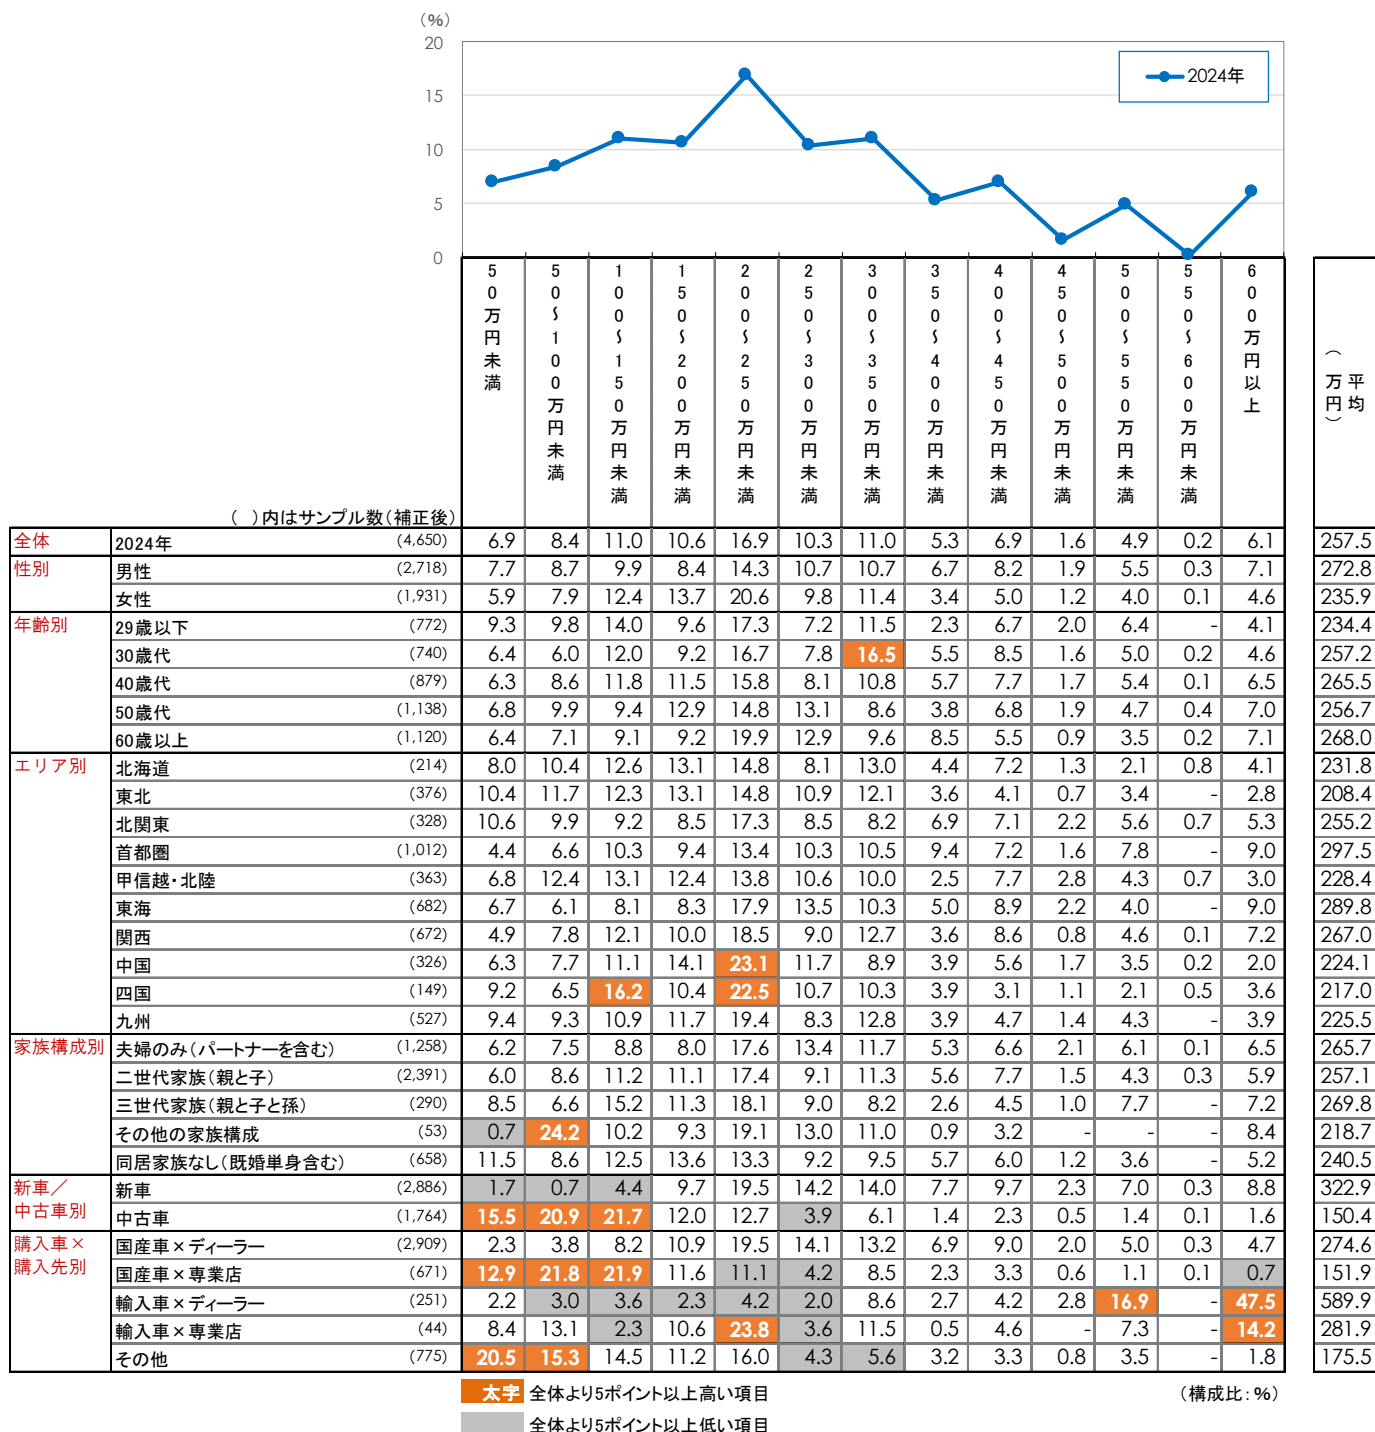 (%)
20
15
10
5
0
2024年
50万円未満
50～100万円未満
100～150万円未満
150～200万円未満
200～250万円未満
250～300万円未満
300～350万円未満
350～400万円未満
400～450万円未満
450～500万円未満
500～550万円未満
550～600万円未満
600万円以上
平均
（万円）
( )内はサンプル数(補正後)
全体 2024年 (4,650) 6.9 8.4 11.0 10.6 16.9 10.3 11.0 5.3 6.9 1.6 4.9 0.2 6.1 257.5
性別 男性 (2,718) 7.7 8.7 9.9 8.4 14.3 10.7 10.7 6.7 8.2 1.9 5.5 0.3 7.1 272.8
女性 (1,931) 5.9 7.9 12.4 13.7 20.6 9.8 11.4 3.4 5.0 1.2 4.0 0.1 4.6 235.9
年齢別 29歳以下 (772) 9.3 9.8 14.0 9.6 17.3 7.2 11.5 2.3 6.7 2.0 6.4 - 4.1 234.4
30歳代 (740) 6.4 6.0 12.0 9.2 16.7 7.8 16.5 5.5 8.5 1.6 5.0 0.2 4.6 257.2
40歳代 (879) 6.3 8.6 11.8 11.5 15.8 8.1 10.8 5.7 7.7 1.7 5.4 0.1 6.5 265.5
50歳代 (1,138) 6.8 9.9 9.4 12.9 14.8 13.1 8.6 3.8 6.8 1.9 4.7 0.4 7.0 256.7
60歳以上 (1,120) 6.4 7.1 9.1 9.2 19.9 12.9 9.6 8.5 5.5 0.9 3.5 0.2 7.1 268.0
エリア別 北海道 (214) 8.0 10.4 12.6 13.1 14.8 8.1 13.0 4.4 7.2 1.3 2.1 0.8 4.1 231.8
東北 (376) 10.4 11.7 12.3 13.1 14.8 10.9 12.1 3.6 4.1 0.7 3.4 - 2.8 208.4
北関東 (328) 10.6 9.9 9.2 8.5 17.3 8.5 8.2 6.9 7.1 2.2 5.6 0.7 5.3 255.2
首都圏 (1,012) 4.4 6.6 10.3 9.4 13.4 10.3 10.5 9.4 7.2 1.6 7.8 - 9.0 297.5
甲信越・北陸 (363) 6.8 12.4 13.1 12.4 13.8 10.6 10.0 2.5 7.7 2.8 4.3 0.7 3.0 228.4
東海 (682) 6.7 6.1 8.1 8.3 17.9 13.5 10.3 5.0 8.9 2.2 4.0 - 9.0 289.8
関西 (672) 4.9 7.8 12.1 10.0 18.5 9.0 12.7 3.6 8.6 0.8 4.6 0.1 7.2 267.0
中国 (326) 6.3 7.7 11.1 14.1 23.1 11.7 8.9 3.9 5.6 1.7 3.5 0.2 2.0 224.1
四国 (149) 9.2 6.5 16.2 10.4 22.5 10.7 10.3 3.9 3.1 1.1 2.1 0.5 3.6 217.0
九州 (527) 9.4 9.3 10.9 11.7 19.4 8.3 12.8 3.9 4.7 1.4 4.3 - 3.9 225.5
家族構成別 夫婦のみ(パートナーを含む) (1,258) 6.2 7.5 8.8 8.0 17.6 13.4 11.7 5.3 6.6 2.1 6.1 0.1 6.5 265.7
二世代家族(親と子) (2,391) 6.0 8.6 11.2 11.1 17.4 9.1 11.3 5.6 7.7 1.5 4.3 0.3 5.9 257.1
三世代家族(親と子と孫) (290) 8.5 6.6 15.2 11.3 18.1 9.0 8.2 2.6 4.5 1.0 7.7 - 7.2 269.8
その他の家族構成 (53) 0.7 24.2 10.2 9.3 19.1 13.0 11.0 0.9 3.2 - - - 8.4 218.7
同居家族なし(既婚単身含む) (658) 11.5 8.6 12.5 13.6 13.3 9.2 9.5 5.7 6.0 1.2 3.6 - 5.2 240.5
新車／ 新車 (2,886) 1.7 0.7 4.4 9.7 19.5 14.2 14.0 7.7 9.7 2.3 7.0 0.3 8.8 322.9
中古車別 中古車 (1,764) 15.5 20.9 21.7 12.0 12.7 3.9 6.1 1.4 2.3 0.5 1.4 0.1 1.6 150.4
購入車× 国産車×ディーラー (2,909) 2.3 3.8 8.2 10.9 19.5 14.1 13.2 6.9 9.0 2.0 5.0 0.3 4.7 274.6
購入先別 国産車×専業店 (671) 12.9 21.8 21.9 11.6 11.1 4.2 8.5 2.3 3.3 0.6 1.1 0.1 0.7 151.9
輸入車×ディーラー (251) 2.2 3.0 3.6 2.3 4.2 2.0 8.6 2.7 4.2 2.8 16.9 - 47.5 589.9
輸入車×専業店 (44) 8.4 13.1 2.3 10.6 23.8 3.6 11.5 0.5 4.6 - 7.3 - 14.2 281.9
その他 (775) 20.5 15.3 14.5 11.2 16.0 4.3 5.6 3.2 3.3 0.8 3.5 - 1.8 175.5
太字 全体より5ポイント以上高い項目 (構成比：%)
全体より5ポイント以上低い項目